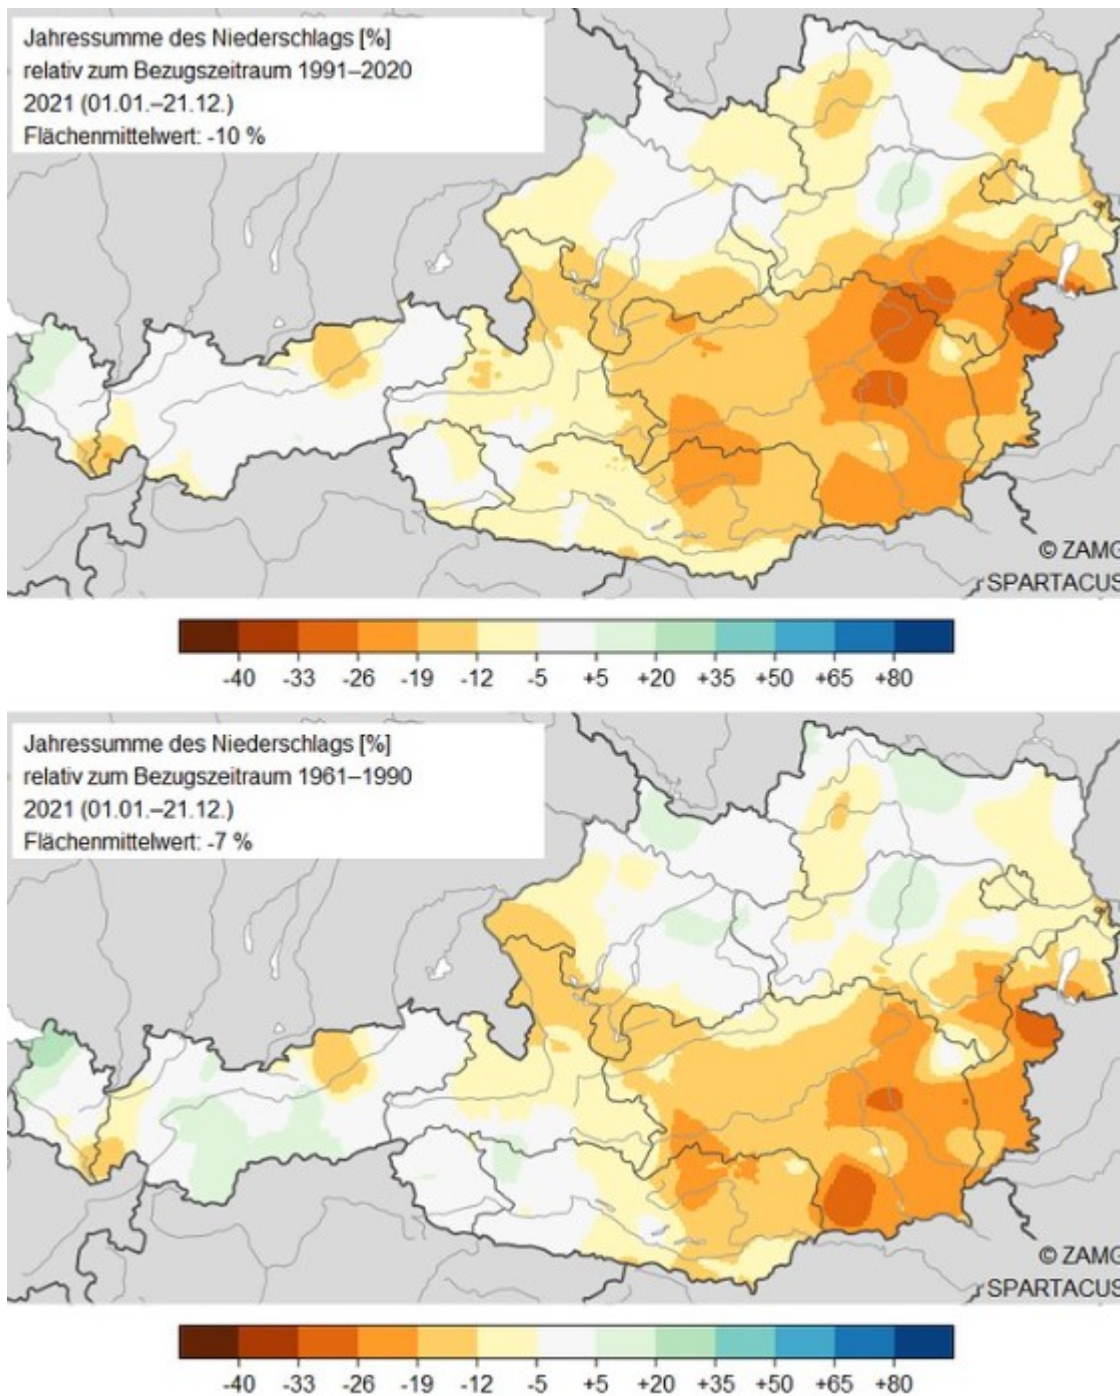 Jahressumme des Niederschlags [%]
relativ zum Bezugszeitraum 1991–2020
2021 (01.01.–21.12.)
Flächenmittelwert: -10 %
© ZAMG
SPARTACUS
-40 -33 -26 -19 -12 -5 +5 +20 +35 +50 +65 +80
Jahressumme des Niederschlags [%]
relativ zum Bezugszeitraum 1961–1990
2021 (01.01.–21.12.)
Flächenmittelwert: -7 %
© ZAMG
SPARTACUS
-40 -33 -26 -19 -12 -5 +5 +20 +35 +50 +65 +80